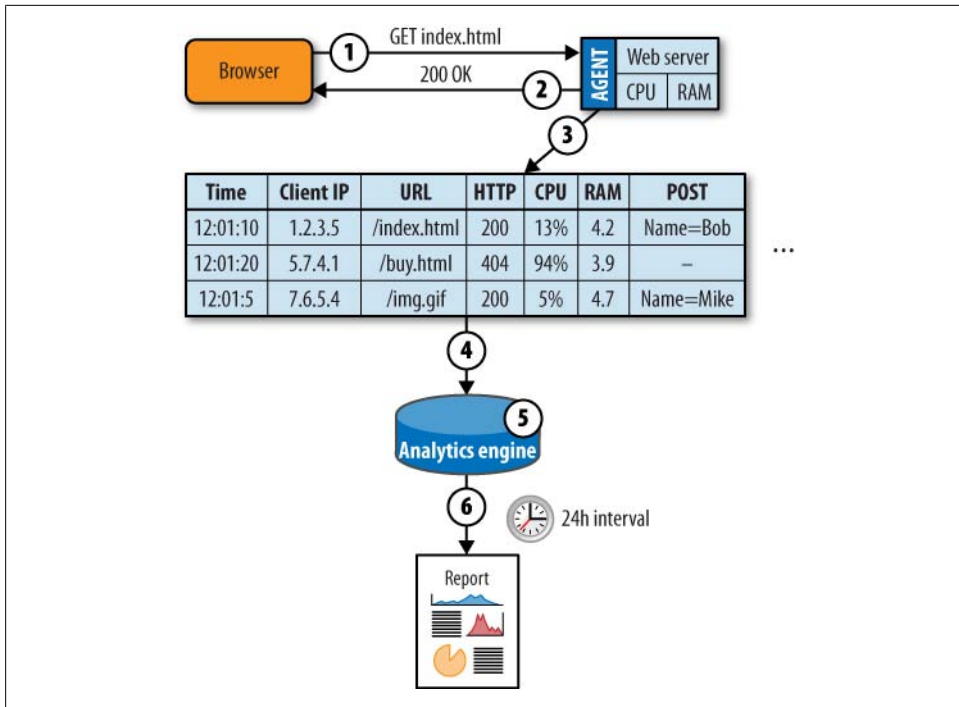 1 GET index.html
Browser
200 OK 2
AGENT
Web server
CPU RAM
3
Time Client IP URL HTTP CPU RAM POST
12:01:10 1.2.3.5 /index.html 200 13% 4.2 Name=Bob
12:01:20 5.7.4.1 /buy.html 404 94% 3.9 –
12:01:5 7.6.5.4 /img.gif 200 5% 4.7 Name=Mike
...
4
5
Analytics engine
6
24h interval
Report